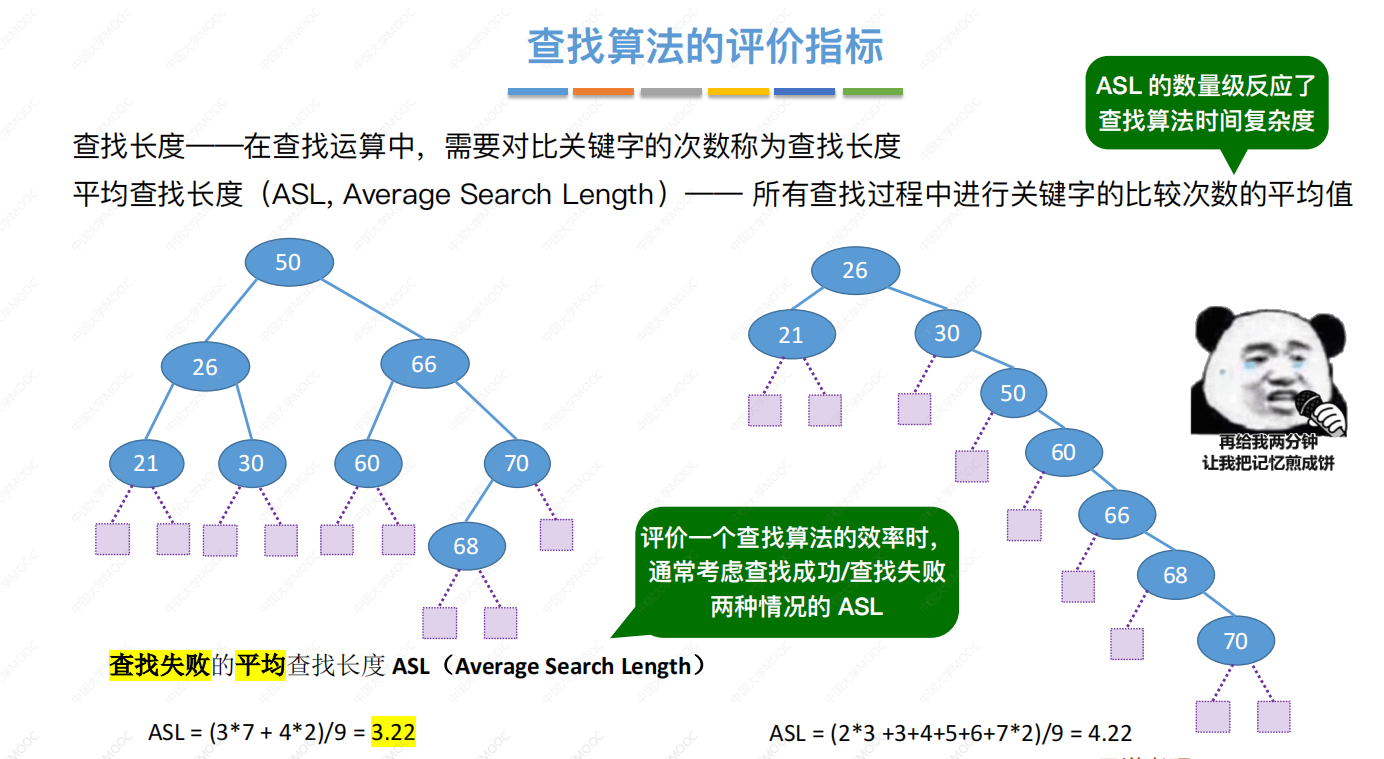 查找算法的评价指标
ASL 的数量级反应了
查找算法时间复杂度
查找长度——在查找运算中，需要对比关键字的次数称为查找长度
平均查找长度（ASL, Average Search Length）—— 所有查找过程中进行关键字的比较次数的平均值
50
26
66
21
30
60
70
68
26
21
30
50
60
66
68
70
再给我两分钟
让我把记忆煎成饼
评价一个查找算法的效率时，
通常考虑查找成功/查找失败
两种情况的 ASL
查找失败的平均查找长度 ASL（Average Search Length）
ASL = (3*7 + 4*2)/9 = 3.22
ASL = (2*3 +3+4+5+6+7*2)/9 = 4.22
中国大学MOOC